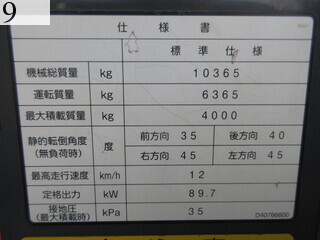 9
仕様書
標準仕様
機械総質量 kg 10365
運転質量 kg 6365
最大積載質量 kg 4000
静的転倒角度 (無負荷時) 度 前方向 35 後方向 40
右方向 45 左方向 45
最高走行速度 km/h 12
定格出力 kW 89.7
接地圧 (最大積載時) kPa 35
D40766600